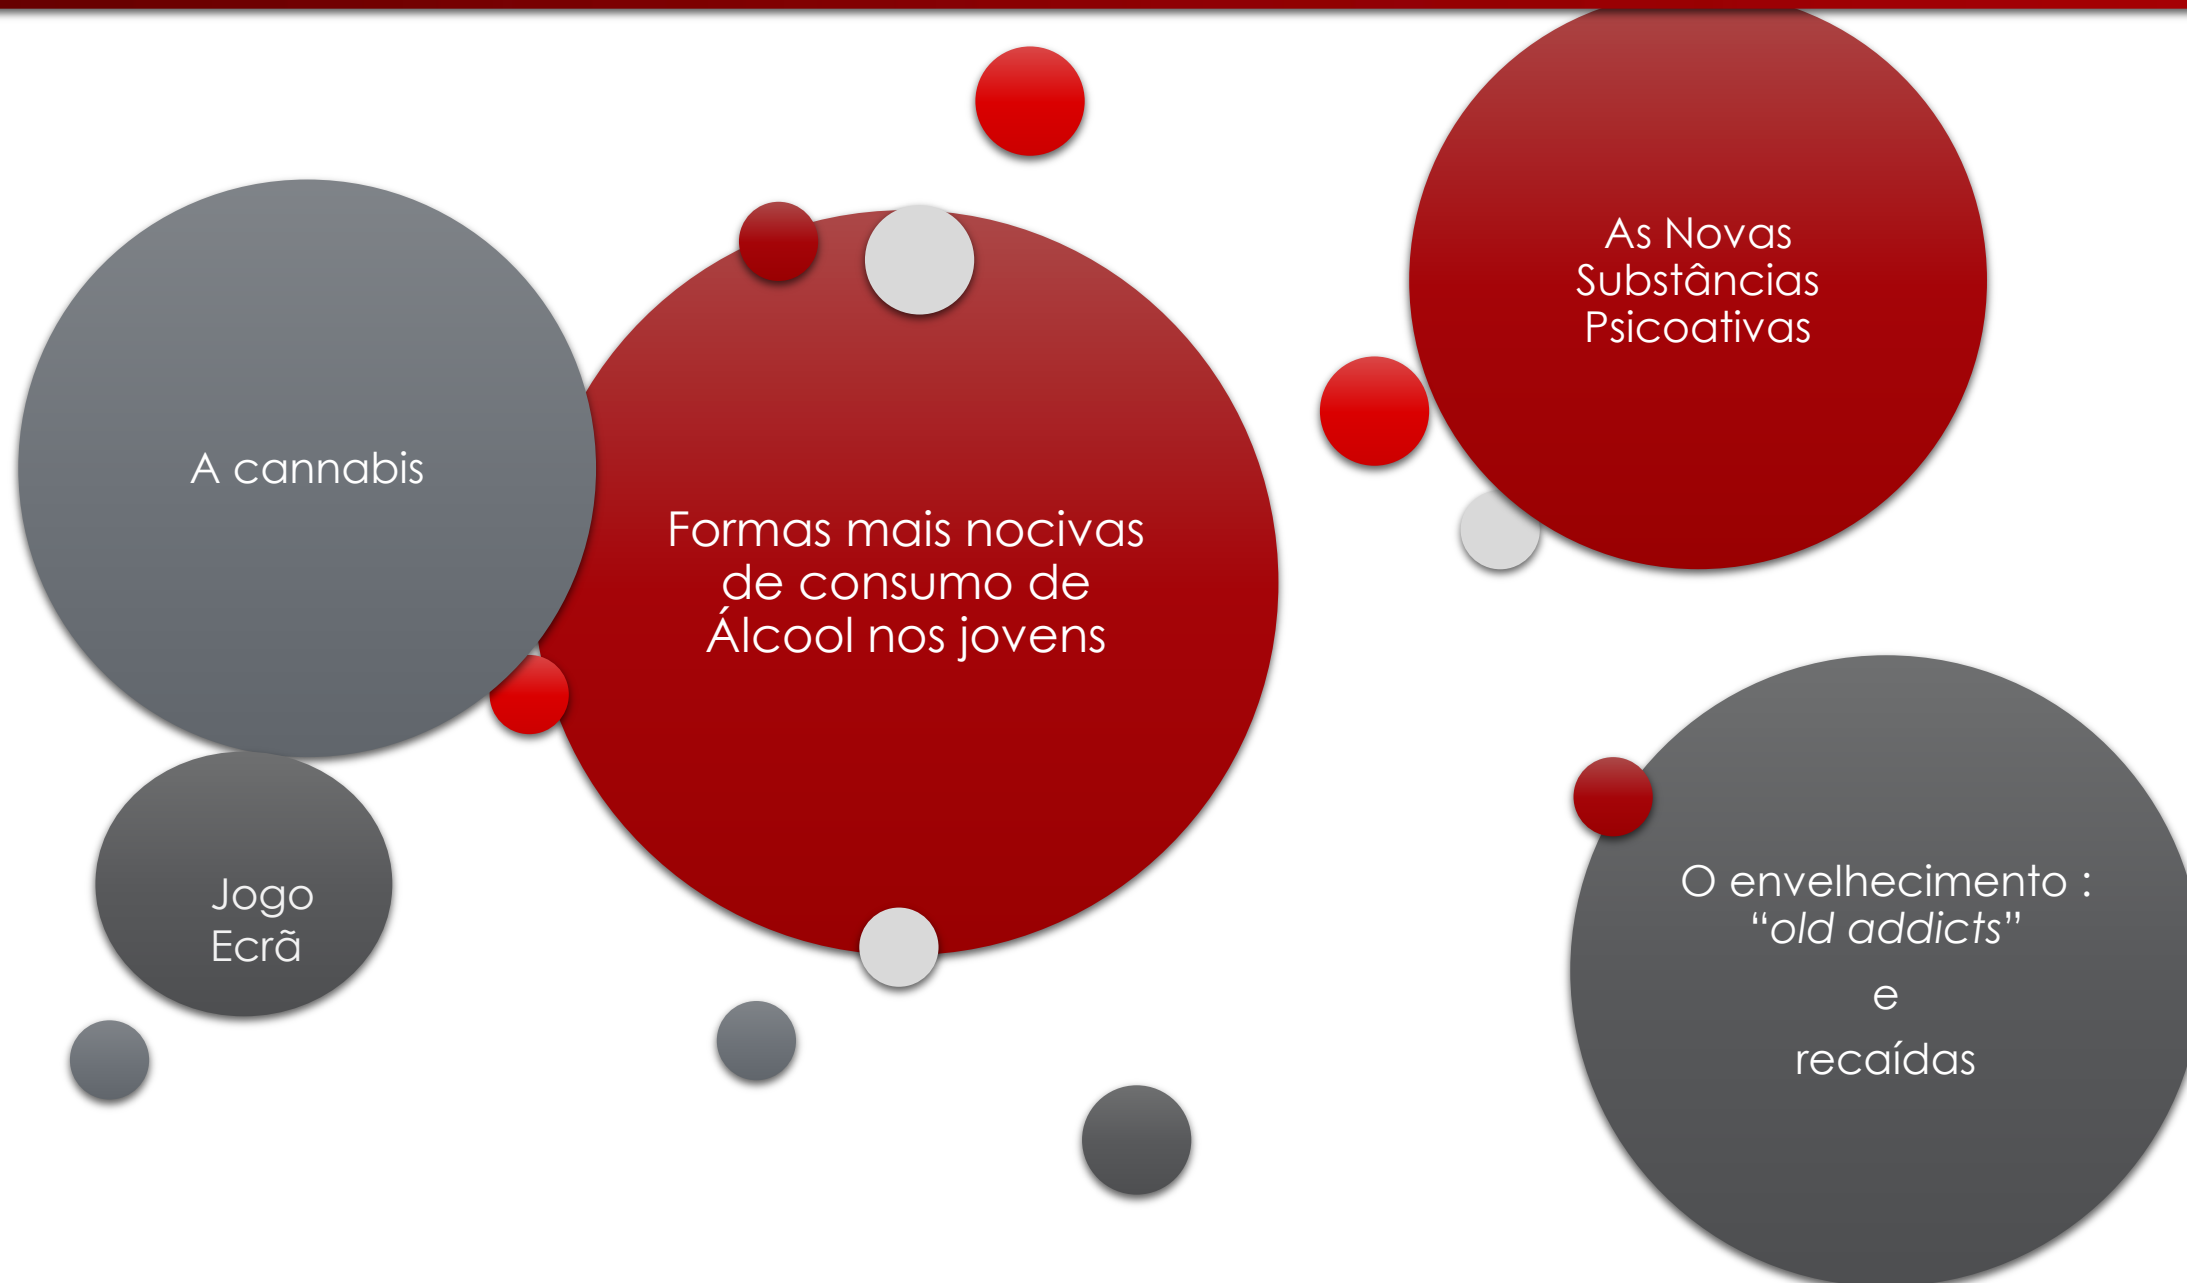 As Novas
Substâncias
Psicoativas
A cannabis
Formas mais nocivas
de consumo de
Álcool nos jovens
Jogo
Ecrã
O envelhecimento :
“old addicts”
e
recaídas